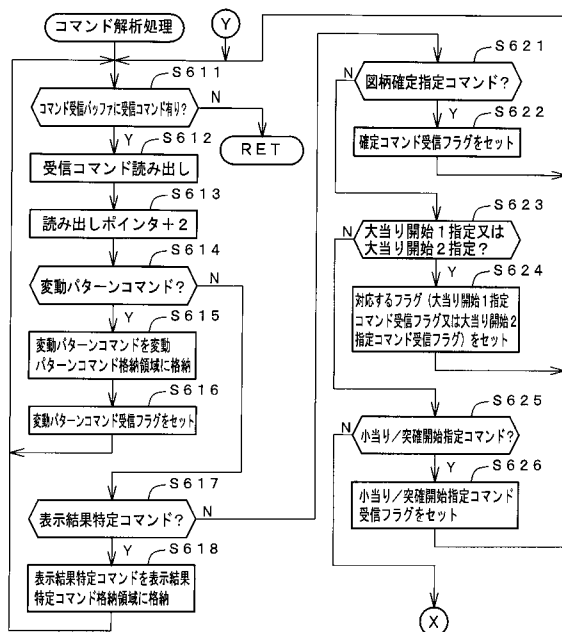 コマンド解析処理
Y
S611
コマンド受信バッファに受信コマンド有り?
N
Y
RET
S612
受信コマンド読み出し
S613
読み出しポインタ+2
S614
変動パターンコマンド?
N
Y
S615
変動パターンコマンドを変動
パターンコマンド格納領域に格納
S616
変動パターンコマンド受信フラグをセット
S617
表示結果特定コマンド?
N
Y
S618
表示結果特定コマンドを表示結果
特定コマンド格納領域に格納
S621
N
図柄確定指定コマンド?
Y
S622
確定コマンド受信フラグをセット
S623
N
大当り開始1指定又は
大当り開始2指定?
Y
S624
対応するフラグ(大当り開始1指定
コマンド受信フラグ又は大当り開始2
指定コマンド受信フラグ)をセット
S625
N
小当り/突確開始指定コマンド?
Y
S626
小当り/突確開始指定コマンド
受信フラグをセット
X